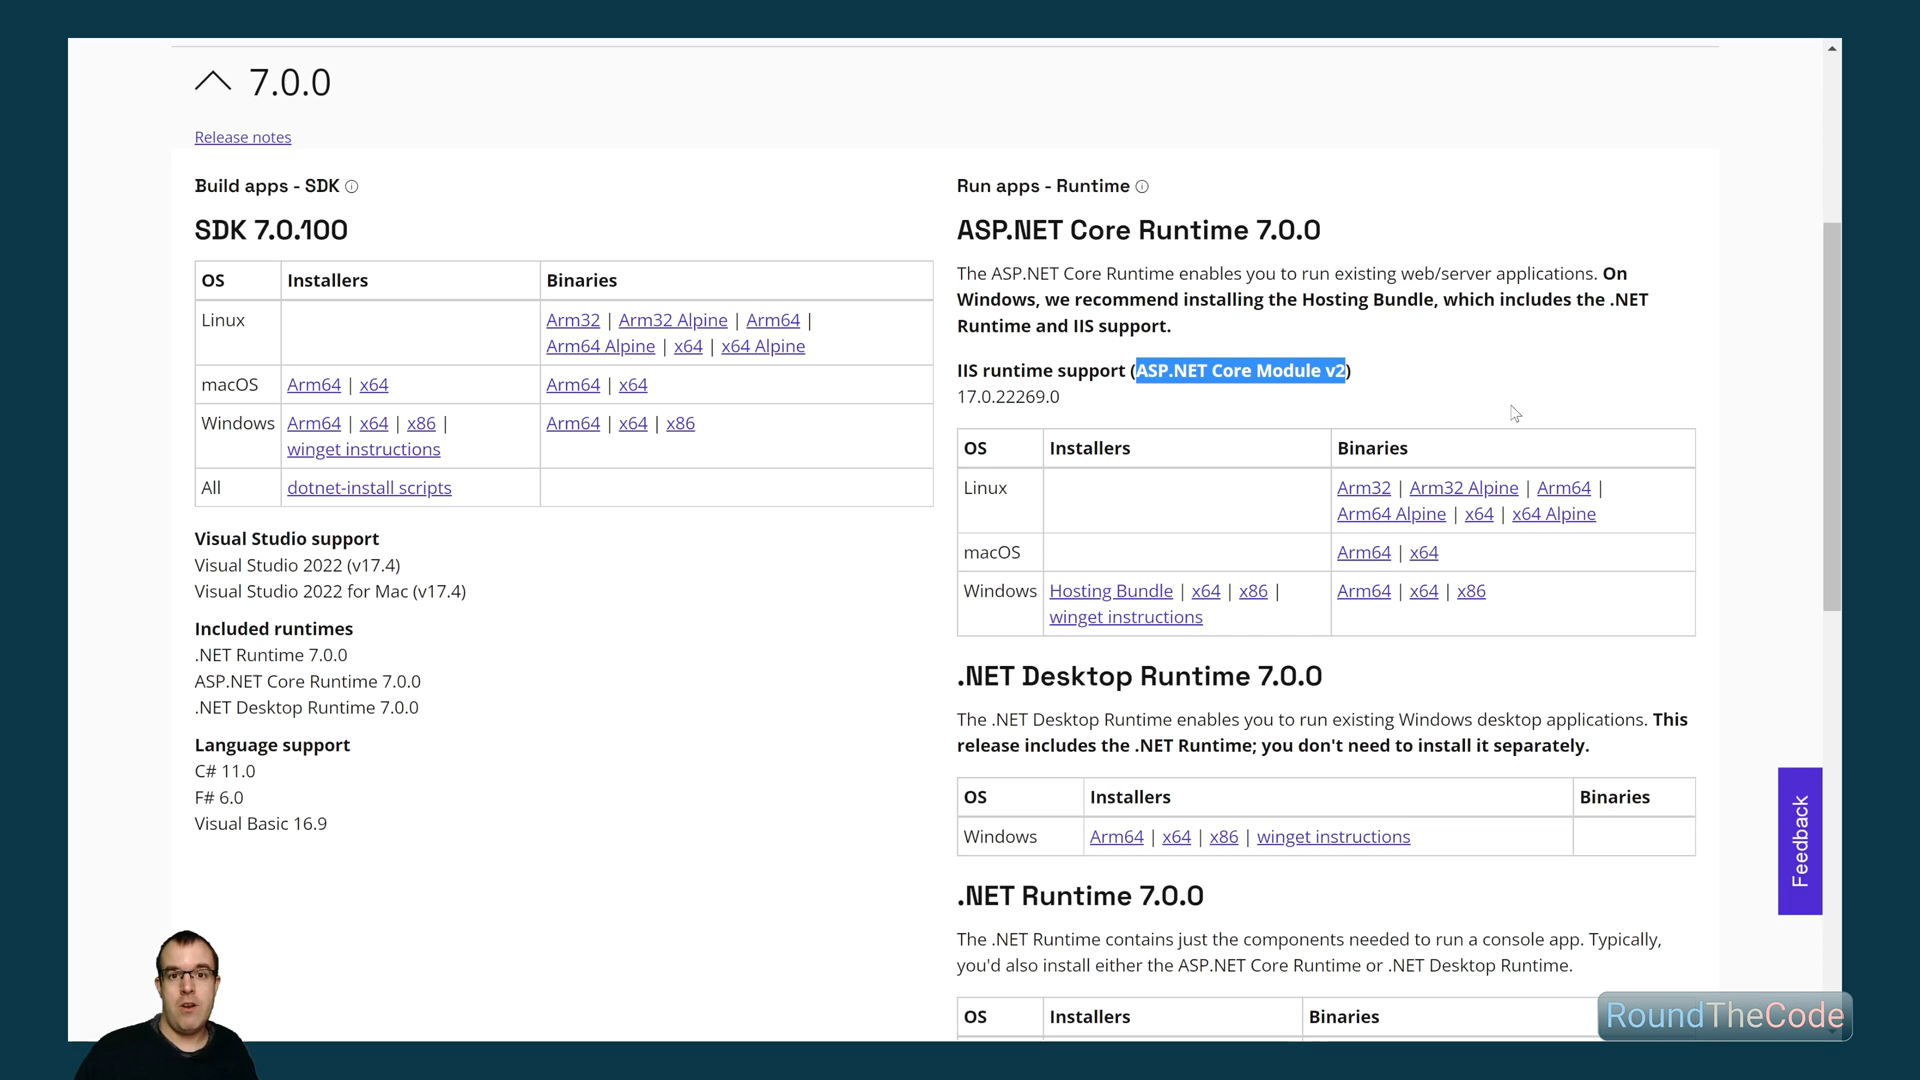 7.0.0
Release notes
Build apps - SDK
SDK 7.0.100
OS Installers Binaries
Linux Arm32 | Arm32 Alpine | Arm64 |
Arm64 Alpine | x64 | x64 Alpine
macOS Arm64 | x64 Arm64 | x64
Windows Arm64 | x64 | x86 | Arm64 | x64 | x86
winget instructions
All dotnet-install scripts
Visual Studio support
Visual Studio 2022 (v17.4)
Visual Studio 2022 for Mac (v17.4)
Included runtimes
.NET Runtime 7.0.0
ASP.NET Core Runtime 7.0.0
.NET Desktop Runtime 7.0.0
Language support
C# 11.0
F# 6.0
Visual Basic 16.9
Run apps - Runtime
ASP.NET Core Runtime 7.0.0
The ASP.NET Core Runtime enables you to run existing web/server applications. On
Windows, we recommend installing the Hosting Bundle, which includes the .NET
Runtime and IIS support.
IIS runtime support (ASP.NET Core Module v2)
17.0.22269.0
OS Installers Binaries
Linux Arm32 | Arm32 Alpine | Arm64 |
Arm64 Alpine | x64 | x64 Alpine
macOS Arm64 | x64
Windows Hosting Bundle | x64 | x86 | Arm64 | x64 | x86
winget instructions
.NET Desktop Runtime 7.0.0
The .NET Desktop Runtime enables you to run existing Windows desktop applications. This
release includes the .NET Runtime; you don't need to install it separately.
OS Installers Binaries
Windows Arm64 | x64 | x86 | winget instructions
.NET Runtime 7.0.0
The .NET Runtime contains just the components needed to run a console app. Typically,
you'd also install either the ASP.NET Core Runtime or .NET Desktop Runtime.
OS Installers Binaries
Feedback
RoundTheCode